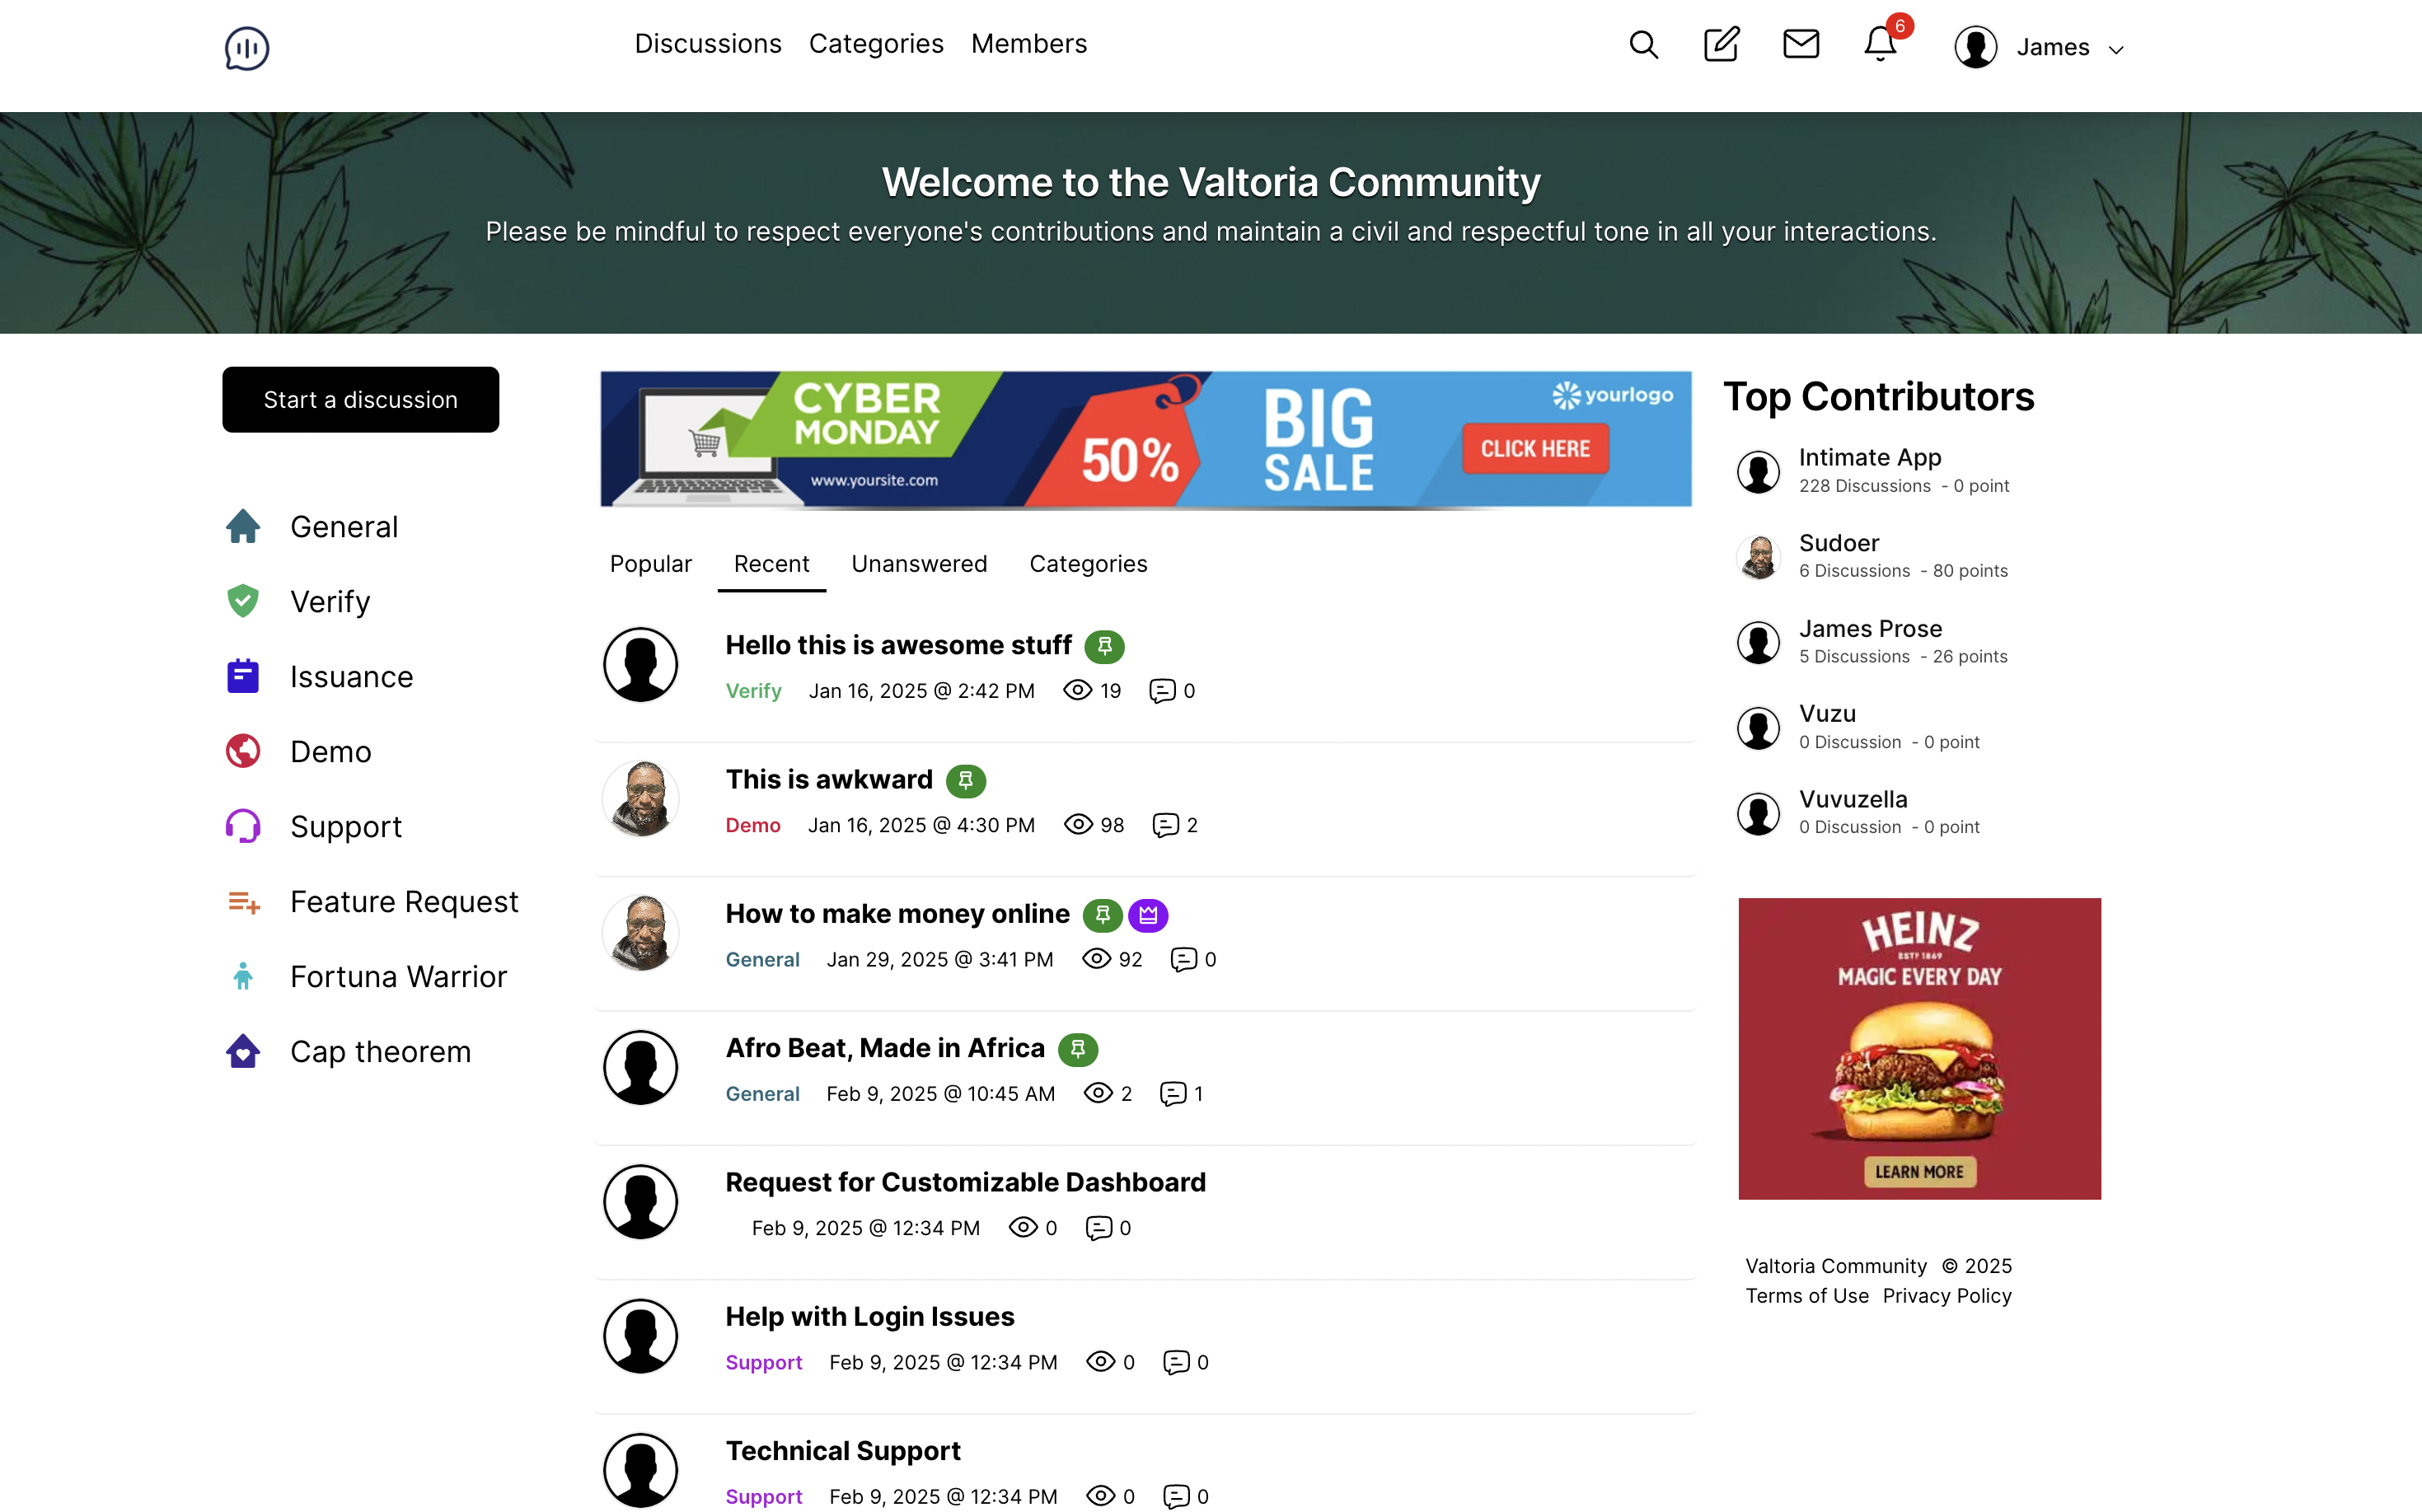 Discussions Categories Members
6
James
Welcome to the Valtoria Community
Please be mindful to respect everyone's contributions and maintain a civil and respectful tone in all your interactions.
Start a discussion
General
Verify
Issuance
Demo
Support
Feature Request
Fortuna Warrior
Cap theorem
CYBER
MONDAY
www.yoursite.com
50%
BIG
SALE
yourlogo
CLICK HERE
Popular Recent Unanswered Categories
Hello this is awesome stuff
Verify Jan 16, 2025 @ 2:42 PM 19 0
This is awkward
Demo Jan 16, 2025 @ 4:30 PM 98 2
How to make money online
General Jan 29, 2025 @ 3:41 PM 92 0
Afro Beat, Made in Africa
General Feb 9, 2025 @ 10:45 AM 2 1
Request for Customizable Dashboard
Feb 9, 2025 @ 12:34 PM 0 0
Help with Login Issues
Support Feb 9, 2025 @ 12:34 PM 0 0
Technical Support
Support Feb 9, 2025 @ 12:34 PM 0 0
Top Contributors
Intimate App
228 Discussions - 0 point
Sudoer
6 Discussions - 80 points
James Prose
5 Discussions - 26 points
Vuzu
0 Discussion - 0 point
Vuvuzella
0 Discussion - 0 point
HEINZ
ESTD 1869
MAGIC EVERY DAY
LEARN MORE
Valtoria Community © 2025
Terms of Use Privacy Policy